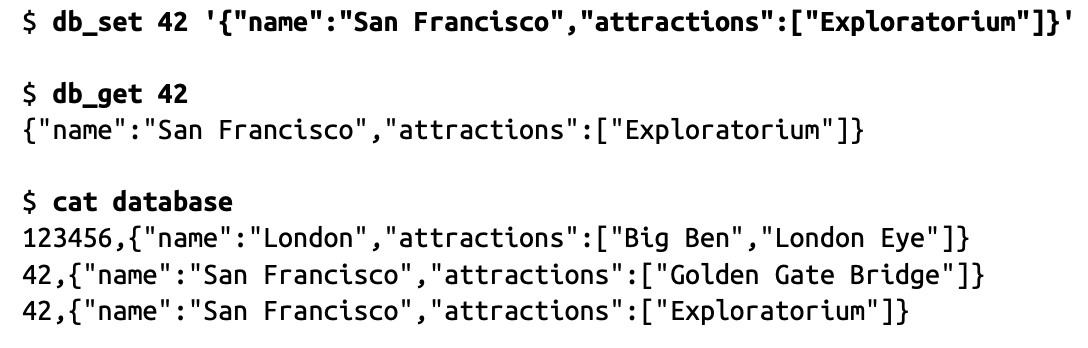 $ db_set 42 '{"name":"San Francisco","attractions":["Exploratorium"]}'
$ db_get 42
{"name":"San Francisco","attractions":["Exploratorium"]}
$ cat database
123456,{"name":"London","attractions":["Big Ben","London Eye"]}
42,{"name":"San Francisco","attractions":["Golden Gate Bridge"]}
42,{"name":"San Francisco","attractions":["Exploratorium"]}